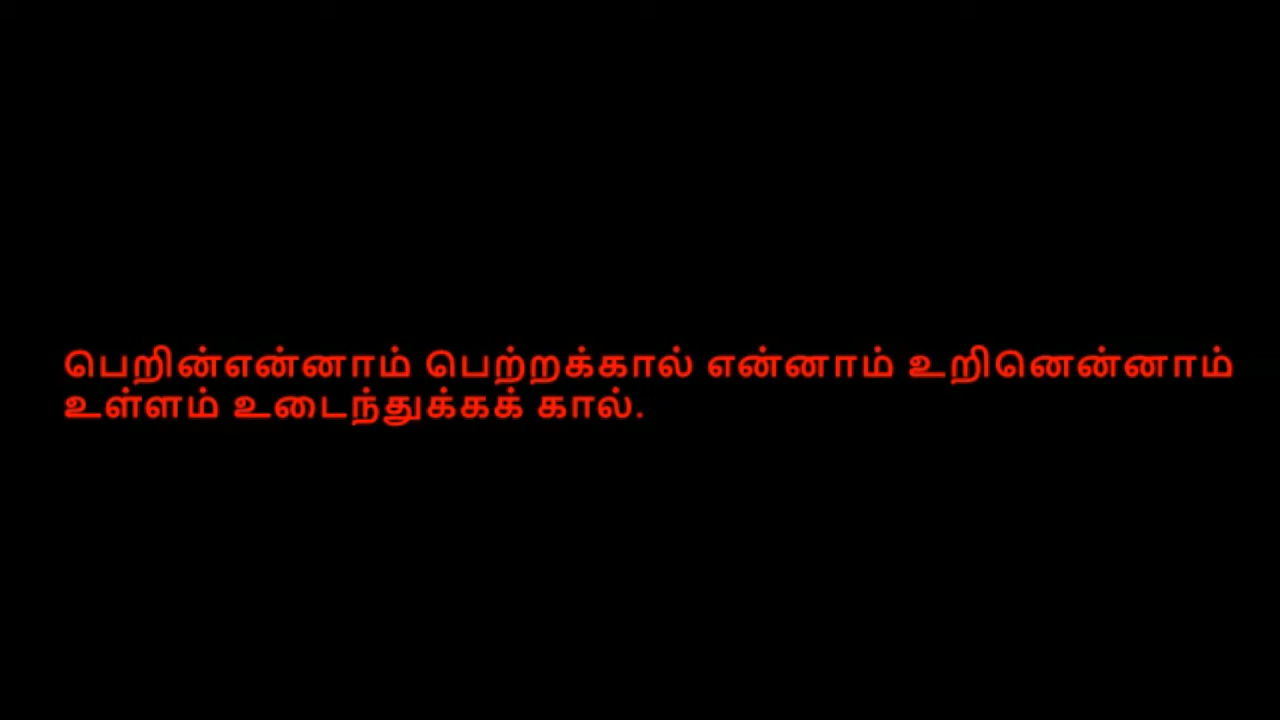 பெறின்என்னாம் பெற்றக்கால் என்னாம் உறினென்னாம்
உள்ளம் உடைந்துக்கக் கால்.